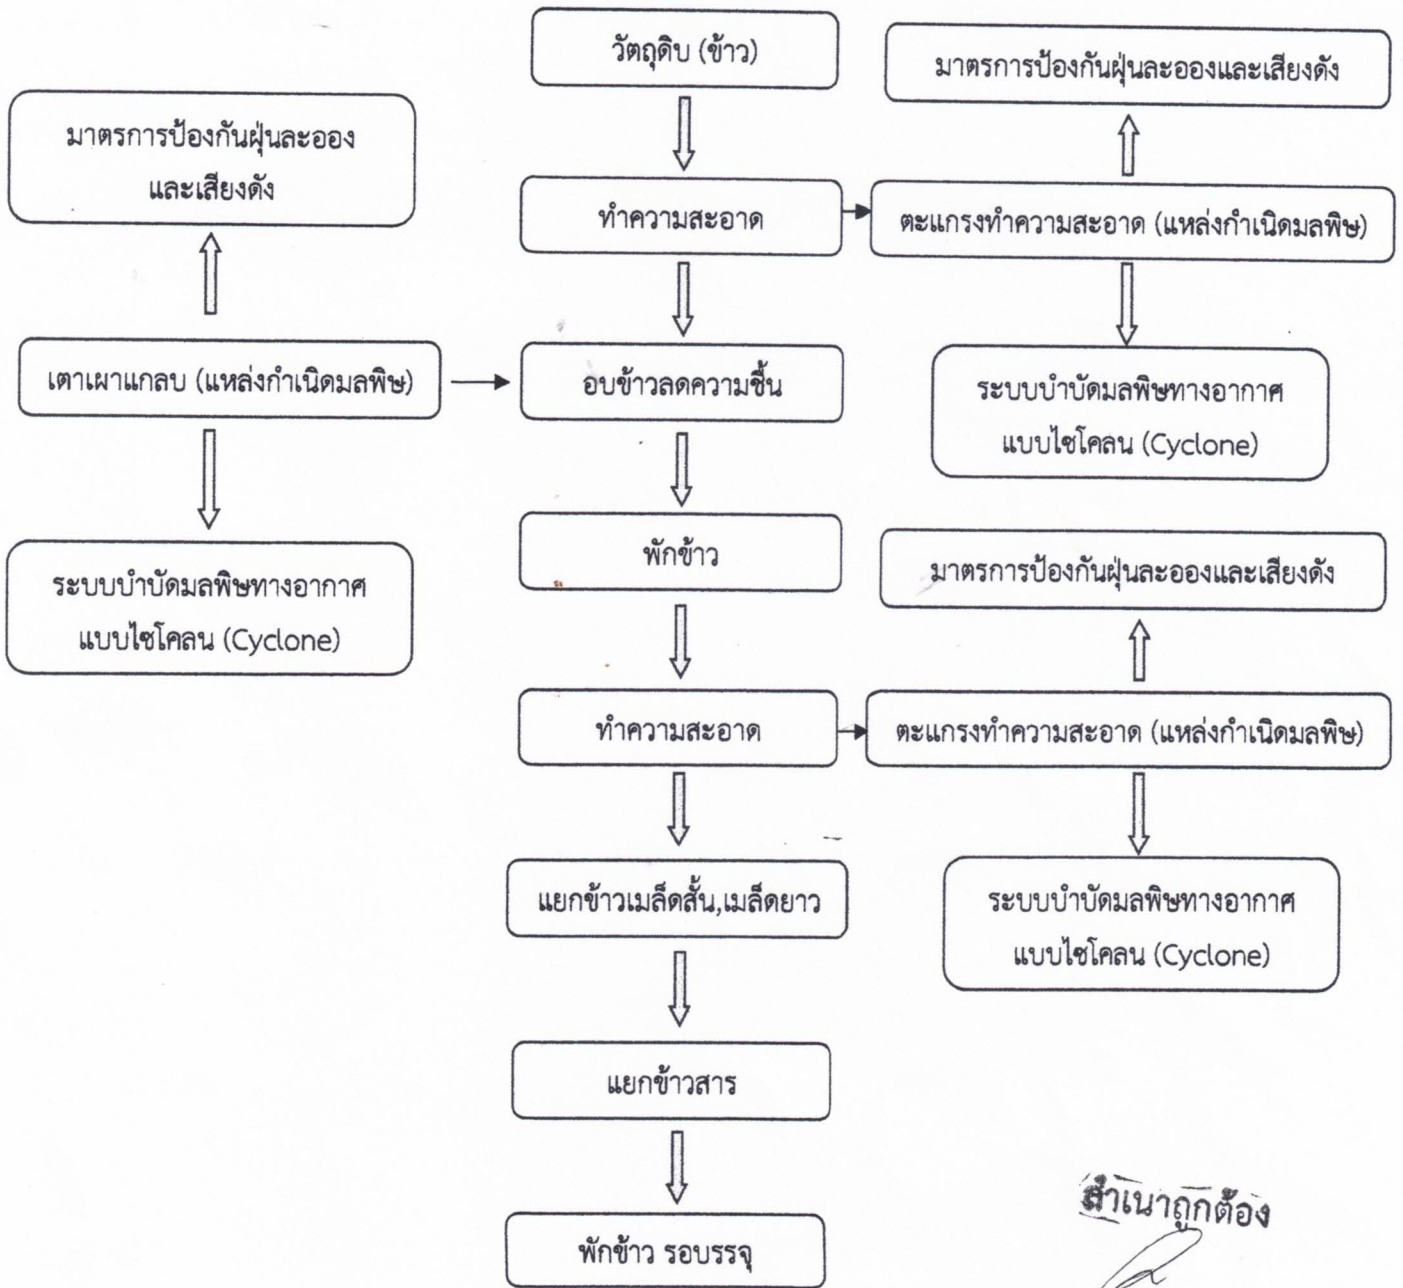 วัตถุดิบ (ข้าว)
มาตรการป้องกันฝุ่นละอองและเสียงดัง
มาตรการป้องกันฝุ่นละออง
และเสียงดัง
ทำความสะอาด
ตะแกรงทำความสะอาด (แหล่งกำเนิดมลพิษ)
เตาเผาแกลบ (แหล่งกำเนิดมลพิษ)
อบข้าวลดความชื้น
ระบบบำบัดมลพิษทางอากาศ
แบบไซโคลน (Cyclone)
พักข้าว
มาตรการป้องกันฝุ่นละอองและเสียงดัง
ระบบบำบัดมลพิษทางอากาศ
แบบไซโคลน (Cyclone)
ทำความสะอาด
ตะแกรงทำความสะอาด (แหล่งกำเนิดมลพิษ)
แยกข้าวเมล็ดสั้น,เมล็ดยาว
ระบบบำบัดมลพิษทางอากาศ
แบบไซโคลน (Cyclone)
แยกข้าวสาร
สำเนาถูกต้อง
พักข้าว รอบรรจุ